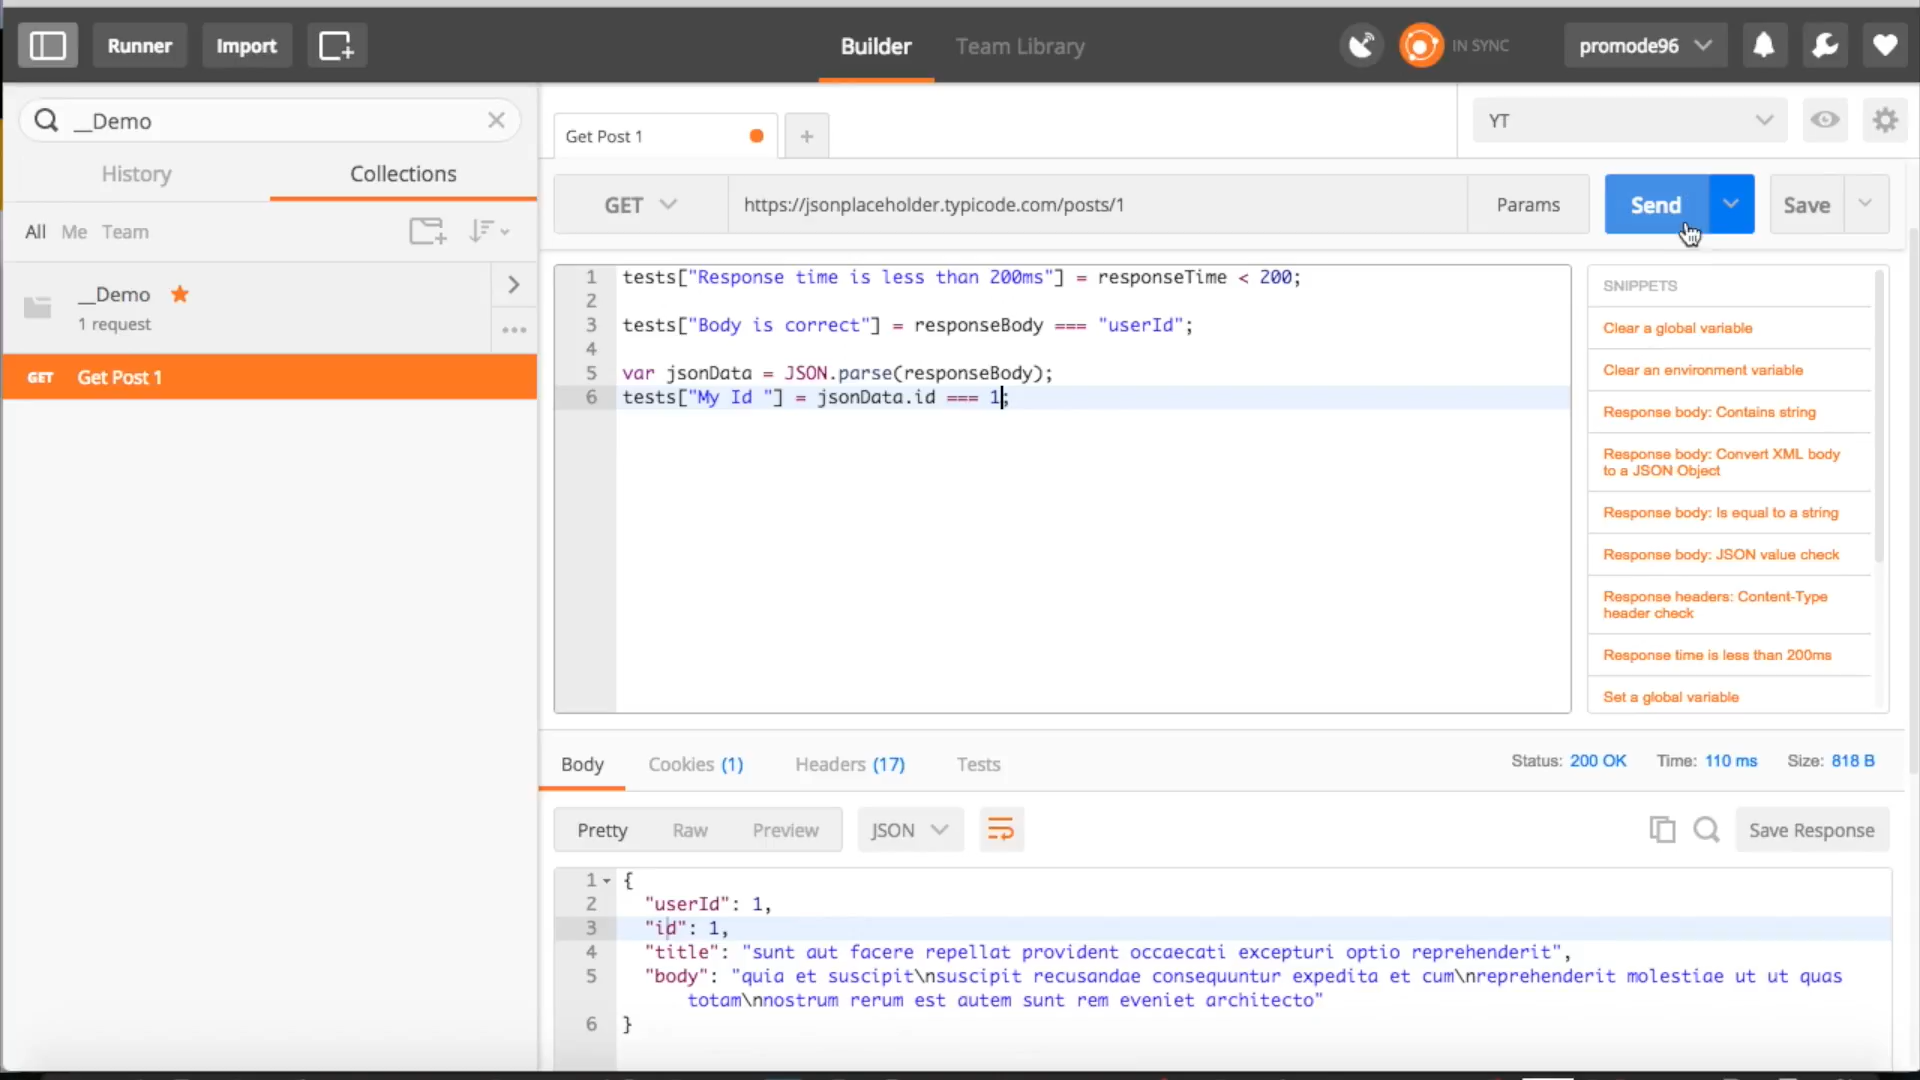 Runner
Import
Builder
Team Library
IN SYNC
promode96
__Demo
History
Collections
All Me Team
__Demo
1 request
GET Get Post 1
Get Post 1
YT
GET
https://jsonplaceholder.typicode.com/posts/1
Params
Send
Save
1 tests["Response time is less than 200ms"] = responseTime < 200;
2
3 tests["Body is correct"] = responseBody === "userId";
4
5 var jsonData = JSON.parse(responseBody);
6 tests["My Id "] = jsonData.id === 1;
SNIPPETS
Clear a global variable
Clear an environment variable
Response body: Contains string
Response body: Convert XML body
to a JSON Object
Response body: Is equal to a string
Response body: JSON value check
Response headers: Content-Type
header check
Response time is less than 200ms
Set a global variable
Body
Cookies (1)
Headers (17)
Tests
Status: 200 OK
Time: 110 ms
Size: 818 B
Pretty
Raw
Preview
JSON
Save Response
1 {
2 "userId": 1,
3 "id": 1,
4 "title": "sunt aut facere repellat provident occaecati excepturi optio reprehenderit",
5 "body": "quia et suscipit\nsuscipit recusandae consequuntur expedita et cum\nreprehenderit molestiae ut ut quas
totam\nnostrum rerum est autem sunt rem eveniet architecto"
6 }